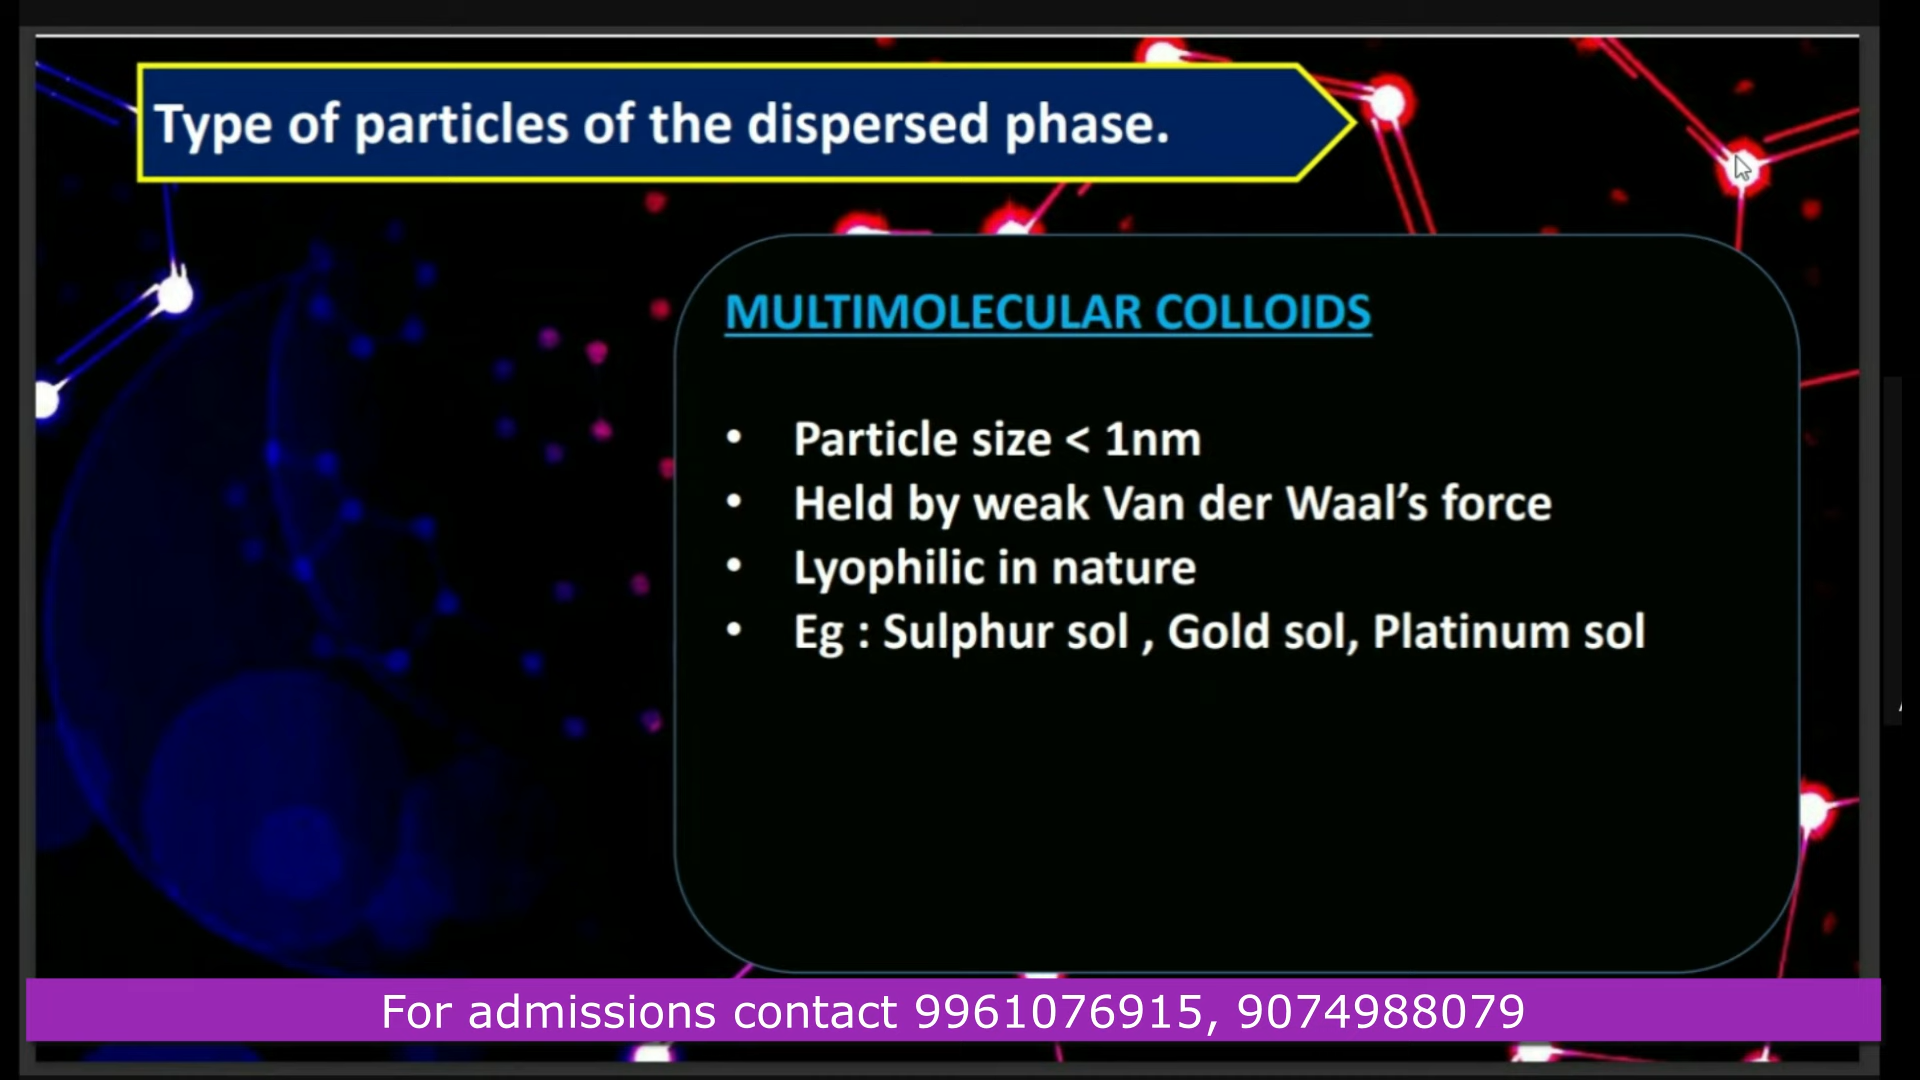 Type of particles of the dispersed phase.
MULTIMOLECULAR COLLOIDS
• Particle size < 1nm
• Held by weak Van der Waal’s force
• Lyophilic in nature
• Eg : Sulphur sol , Gold sol, Platinum sol
For admissions contact 9961076915, 9074988079